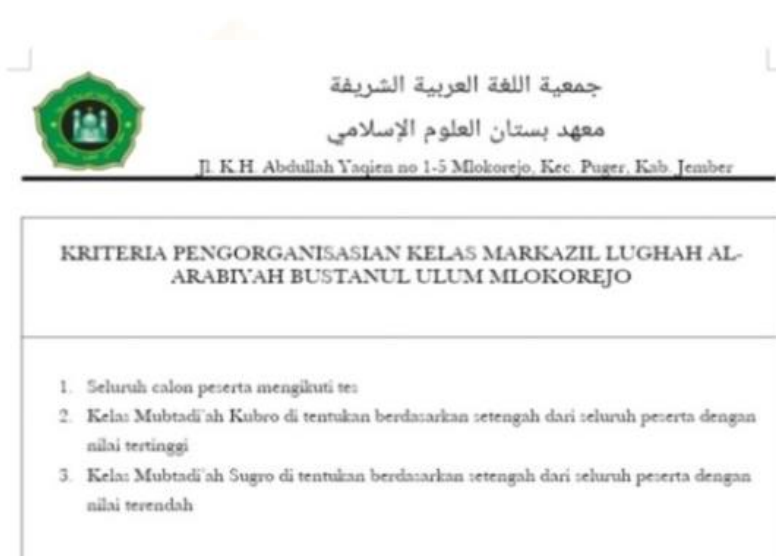 جمعية اللغة العربية الشريفة
معهد بستان العلوم الإسلامي
Jl. K.H. Abdullah Yaqien no 1-5 Mlokorejo, Kec. Puger, Kab. Jember
KRITERIA PENGORGANISASIAN KELAS MARKAZIL LUGHAH AL-
ARABIYAH BUSTANUL ULUM MLOKOREJO
1. Seluruh calon peserta mengikuti tes
2. Kelas Mubtadi'ah Kubro di tentukan berdasarkan setengah dari seluruh peserta dengan
nilai tertinggi
3. Kelas Mubtadi'ah Sugro di tentukan berdasarkan setengah dari seluruh peserta dengan
nilai terendah